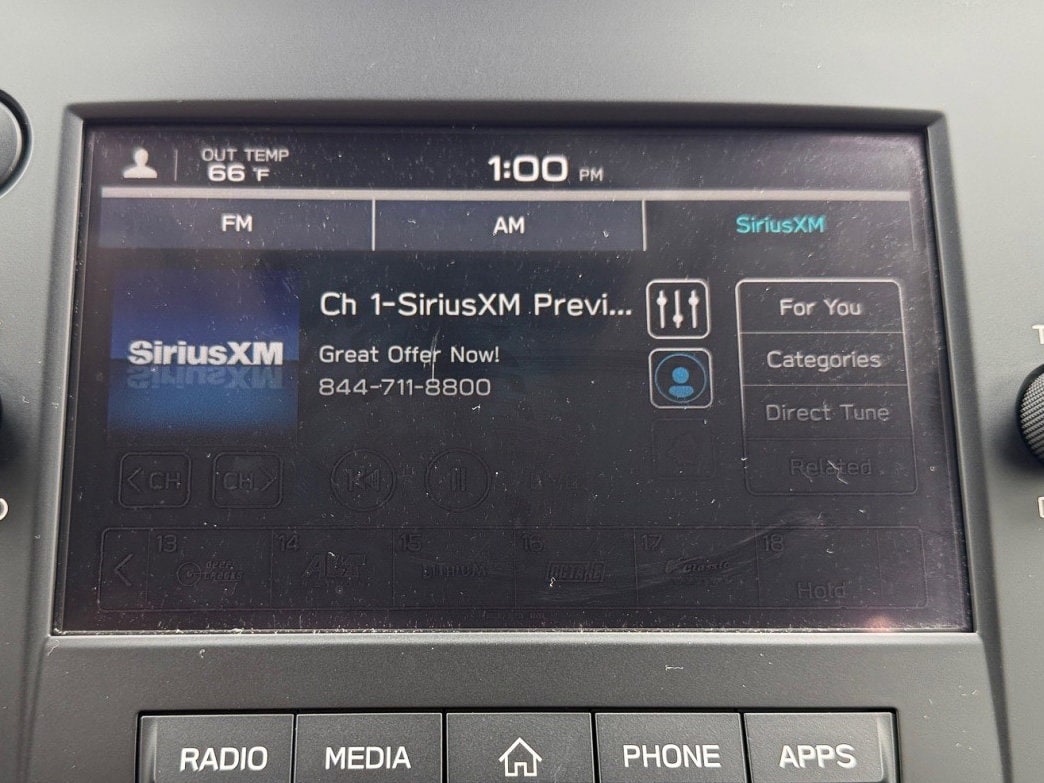 OUT TEMP
66 °F
1:00 PM
FM
AM
SiriusXM
SiriusXM
Ch 1-SiriusXM Previ...
Great Offer Now!
844-711-8800
For You
Categories
Direct Tune
Related
<CH
CH>
13
14
15
16
17
18
Hold
RADIO
MEDIA
PHONE
APPS